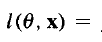 l(θ, x) =